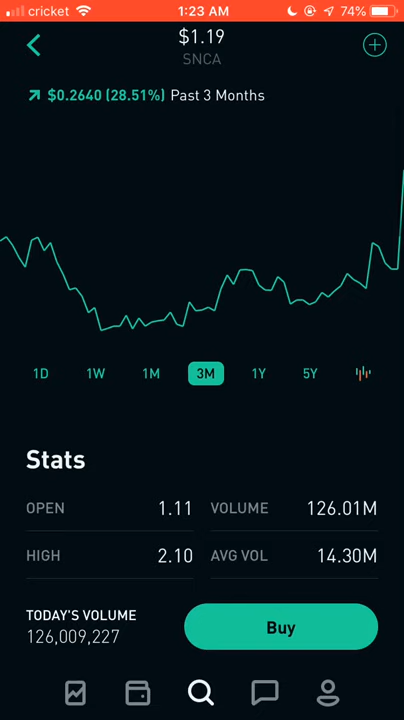 cricket 1:23 AM 74%
$1.19
SNCA
$0.2640 (28.51%) Past 3 Months
1D 1W 1M 3M 1Y 5Y
Stats
OPEN 1.11 VOLUME 126.01M
HIGH 2.10 AVG VOL 14.30M
TODAY'S VOLUME
126,009,227
Buy